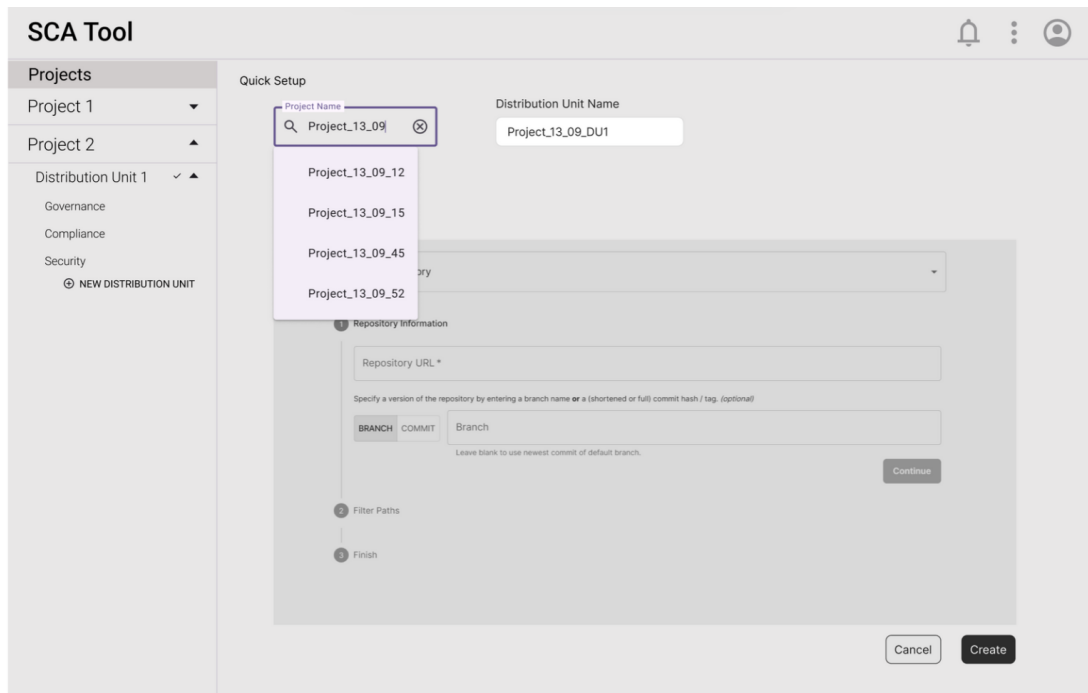 SCA Tool
Projects
Project 1
Project 2
Distribution Unit 1
Governance
Compliance
Security
NEW DISTRIBUTION UNIT
Quick Setup
Project Name
Project_13_09
Distribution Unit Name
Project_13_09_DU1
Project_13_09_12
Project_13_09_15
Project_13_09_45
Project_13_09_52
ory
1 Repository Information
Repository URL *
Specify a version of the repository by entering a branch name or a (shortened or full) commit hash / tag. (optional)
BRANCH COMMIT Branch
Leave blank to use newest commit of default branch.
Continue
2 Filter Paths
3 Finish
Cancel Create